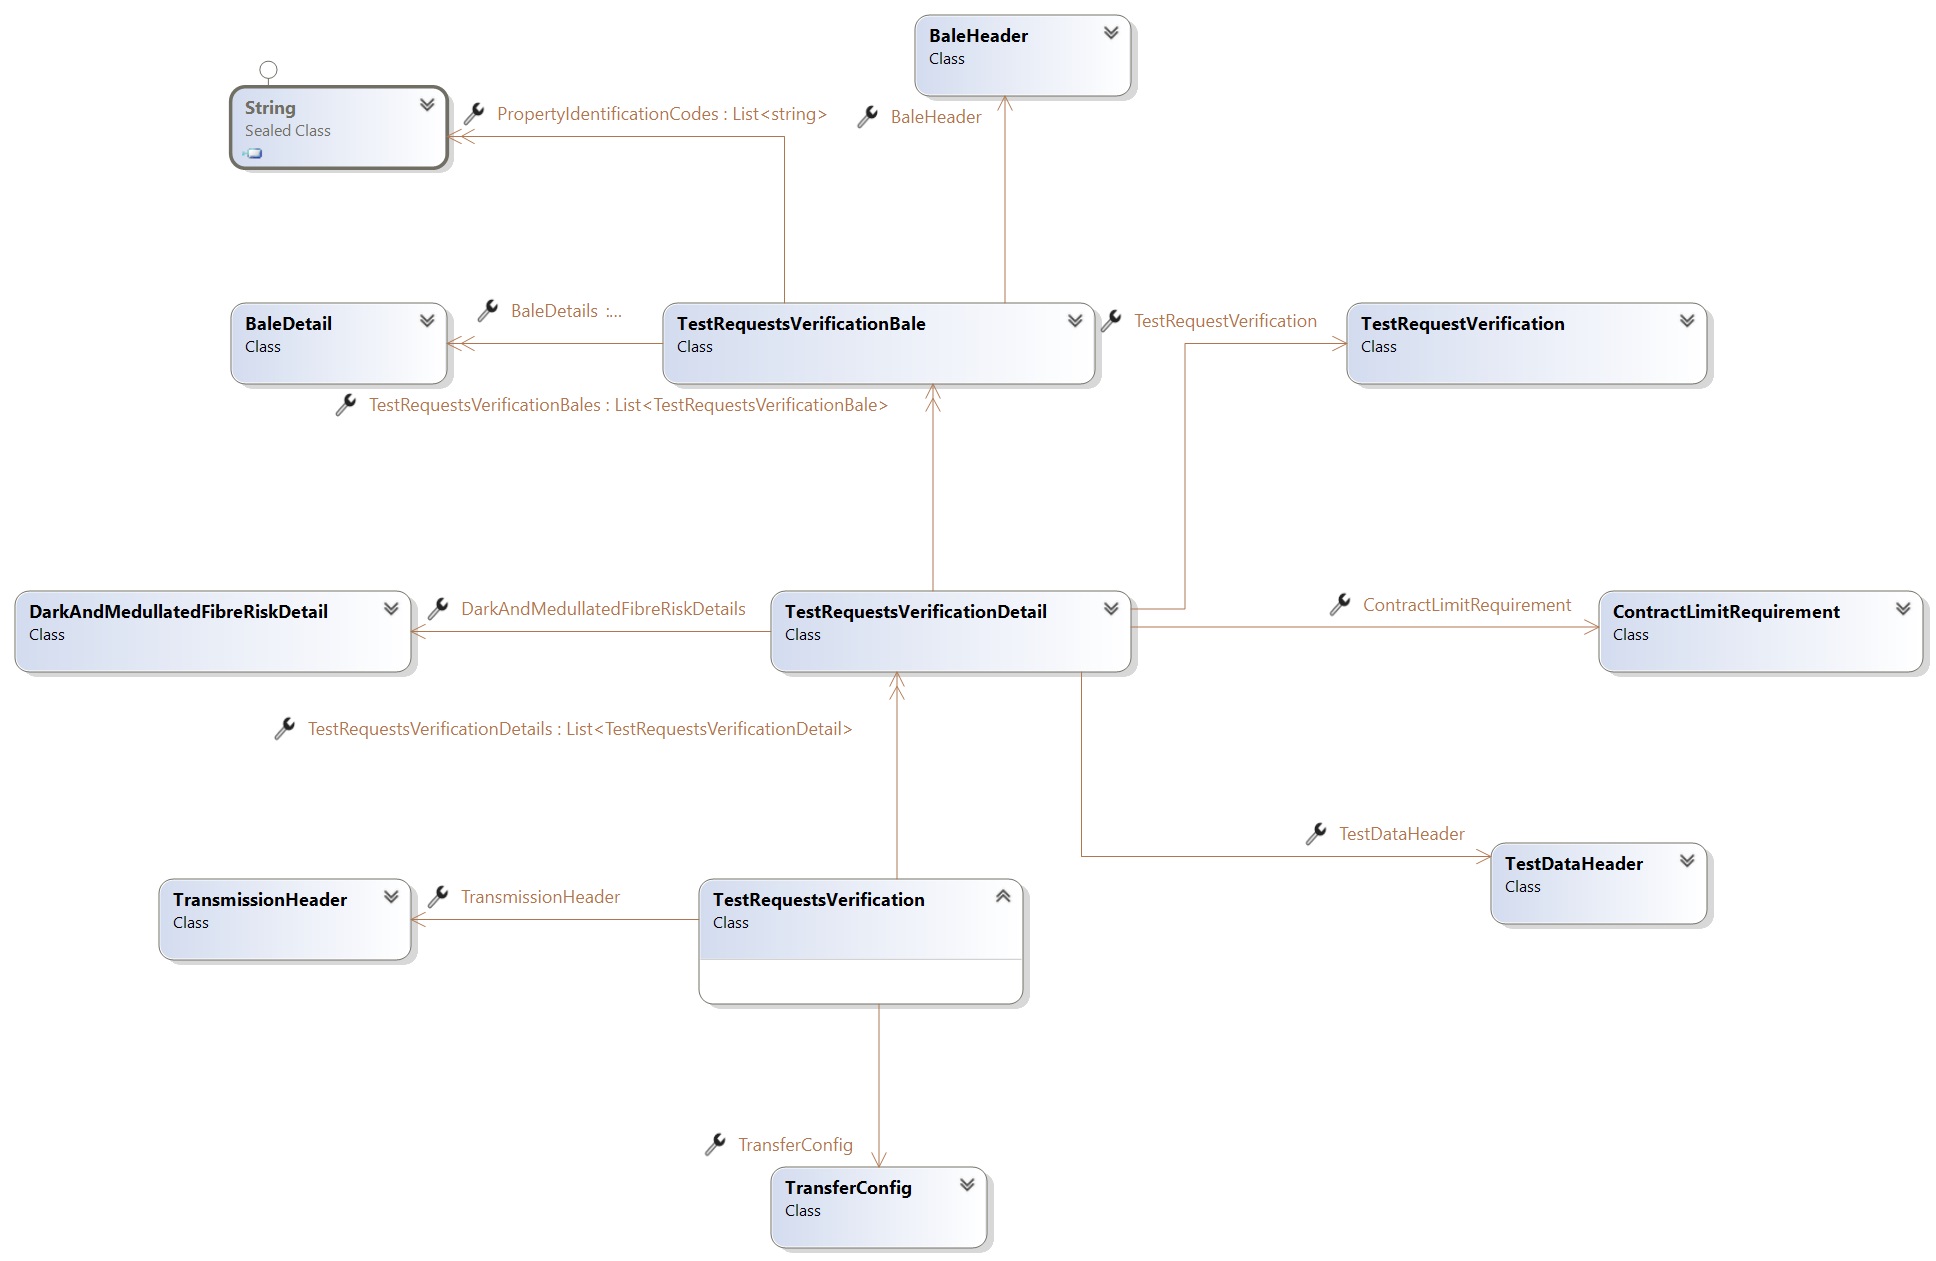 BaleHeader
Class
String
Sealed Class
PropertyIdentificationCodes : List<string>
BaleHeader
BaleDetail
Class
BaleDetails :...
TestRequestsVerificationBale
Class
TestRequestVerification
TestRequestVerification
Class
TestRequestsVerificationBales : List<TestRequestsVerificationBale>
DarkAndMedullatedFibreRiskDetail
Class
DarkAndMedullatedFibreRiskDetails
TestRequestsVerificationDetail
Class
ContractLimitRequirement
ContractLimitRequirement
Class
TestRequestsVerificationDetails : List<TestRequestsVerificationDetail>
TestDataHeader
TestDataHeader
Class
TransmissionHeader
Class
TransmissionHeader
TestRequestsVerification
Class
TransferConfig
TransferConfig
Class